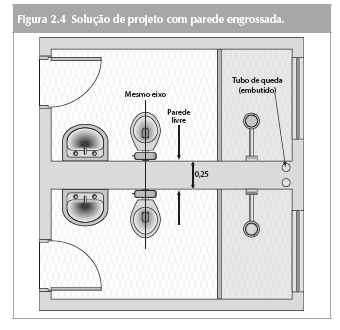 Figura 2.4 Solução de projeto com parede engrossada.
Tubo de queda
(embutido)
Mesmo eixo
Parede
livre
0,25